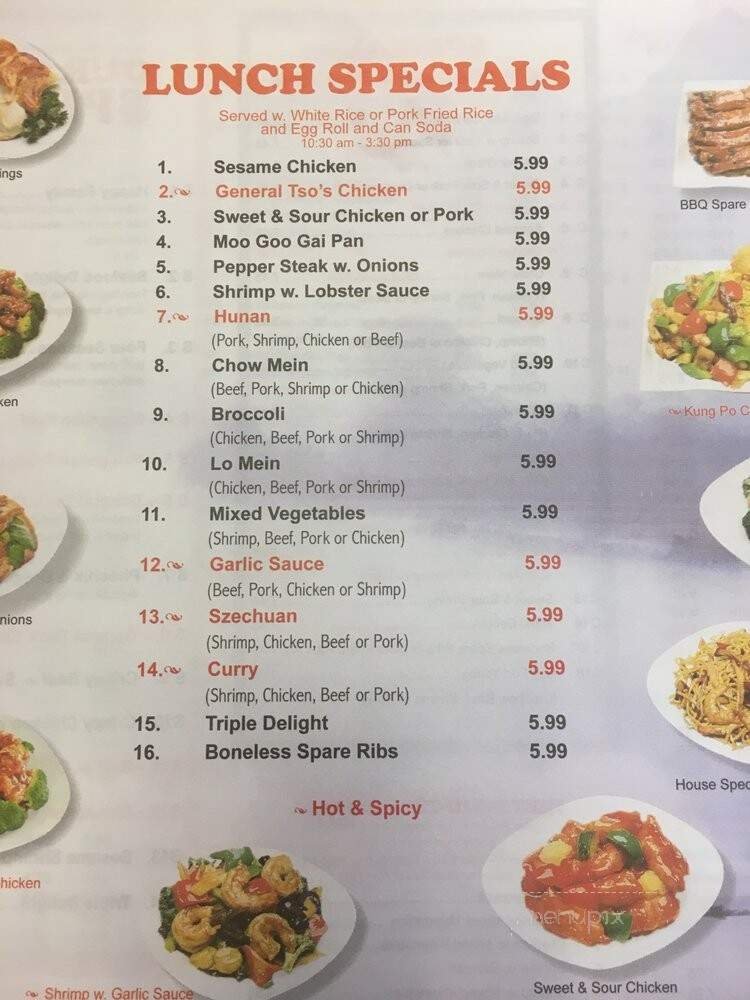 LUNCH SPECIALS
Served w. White Rice or Pork Fried Rice
and Egg Roll and Can Soda
10:30 am - 3:30 pm
1. Sesame Chicken 5.99
2. General Tso's Chicken 5.99
3. Sweet & Sour Chicken or Pork 5.99
4. Moo Goo Gai Pan 5.99
5. Pepper Steak w. Onions 5.99
6. Shrimp w. Lobster Sauce 5.99
7. Hunan 5.99
(Pork, Shrimp, Chicken or Beef)
8. Chow Mein 5.99
(Beef, Pork, Shrimp or Chicken)
9. Broccoli 5.99
(Chicken, Beef, Pork or Shrimp)
10. Lo Mein 5.99
(Chicken, Beef, Pork or Shrimp)
11. Mixed Vegetables 5.99
(Shrimp, Beef, Pork or Chicken)
12. Garlic Sauce 5.99
(Beef, Pork, Chicken or Shrimp)
13. Szechuan 5.99
(Shrimp, Chicken, Beef or Pork)
14. Curry 5.99
(Shrimp, Chicken, Beef or Pork)
15. Triple Delight 5.99
16. Boneless Spare Ribs 5.99
Hot & Spicy
ings
ken
nions
hicken
Shrimp w. Garlic Sauce
BBQ Spare
Kung Po C
House Spec
Sweet & Sour Chicken
menupix